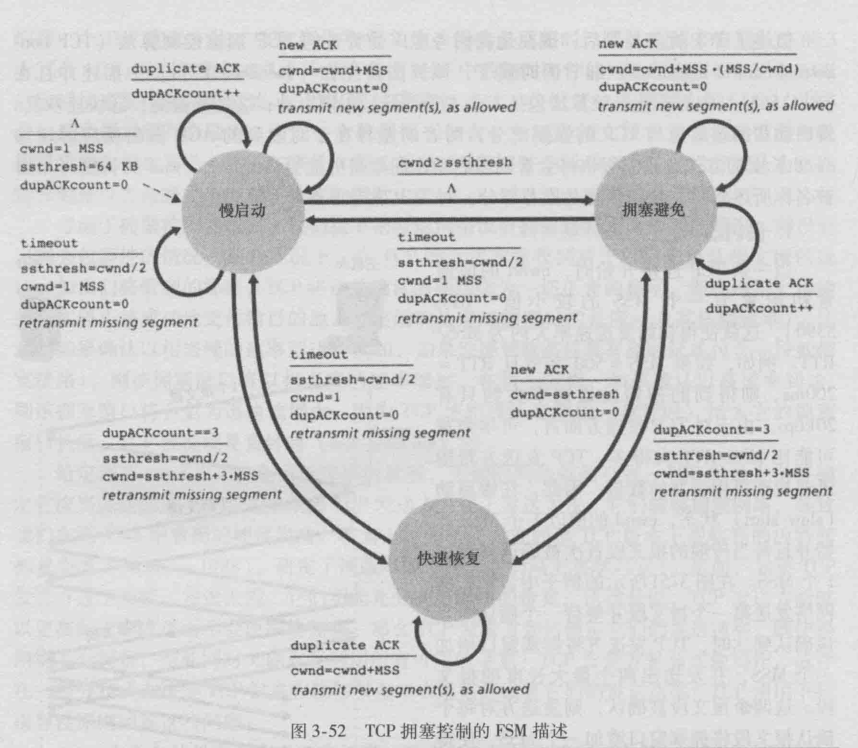 new ACK
cwnd=cwnd+MSS
dupACKcount=0
transmit new segment(s), as allowed
duplicate ACK
dupACKcount++
Λ
cwnd=1 MSS
ssthresh=64 KB
dupACKcount=0
慢启动
timeout
ssthresh=cwnd/2
cwnd=1 MSS
dupACKcount=0
retransmit missing segment
new ACK
cwnd=cwnd+MSS·(MSS/cwnd)
dupACKcount=0
transmit new segment(s), as allowed
cwnd≥ssthresh
Λ
拥塞避免
timeout
ssthresh=cwnd/2
cwnd=1 MSS
dupACKcount=0
retransmit missing segment
duplicate ACK
dupACKcount++
timeout
ssthresh=cwnd/2
cwnd=1
dupACKcount=0
retransmit missing segment
new ACK
cwnd=ssthresh
dupACKcount=0
dupACKcount==3
ssthresh=cwnd/2
cwnd=ssthresh+3·MSS
retransmit missing segment
dupACKcount==3
ssthresh=cwnd/2
cwnd=ssthresh+3·MSS
retransmit missing segment
快速恢复
duplicate ACK
cwnd=cwnd+MSS
transmit new segment(s), as allowed
图 3-52 TCP 拥塞控制的 FSM 描述